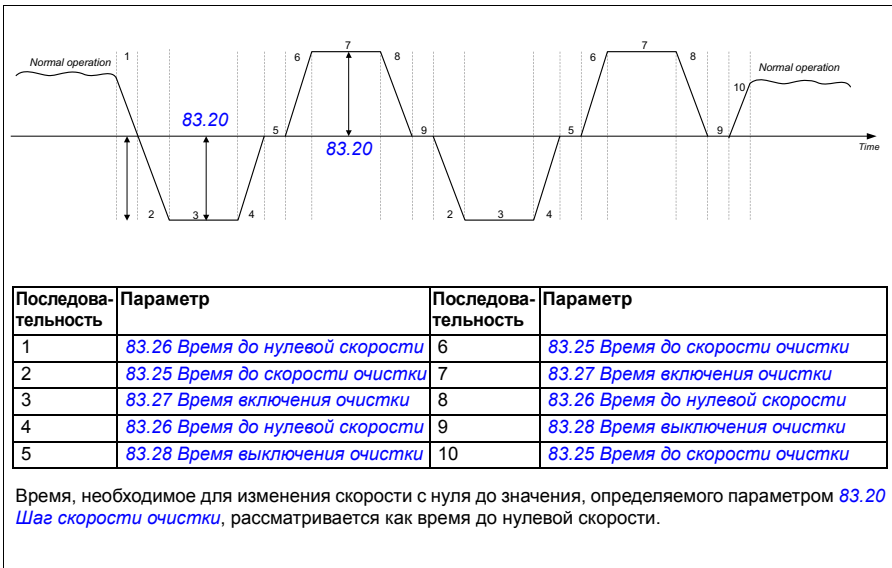 7 7
Normal operation 1 6 8 6 8 Normal operation
10
83.20
5 9 5 9
83.20 Time
2 3 4 2 3 4
Последова-тельность Параметр Последова-тельность Параметр
1 83.26 Время до нулевой скорости 6 83.25 Время до скорости очистки
2 83.25 Время до скорости очистки 7 83.27 Время включения очистки
3 83.27 Время включения очистки 8 83.26 Время до нулевой скорости
4 83.26 Время до нулевой скорости 9 83.28 Время выключения очистки
5 83.28 Время выключения очистки 10 83.25 Время до скорости очистки
Время, необходимое для изменения скорости с нуля до значения, определяемого параметром 83.20
Шаг скорости очистки, рассматривается как время до нулевой скорости.